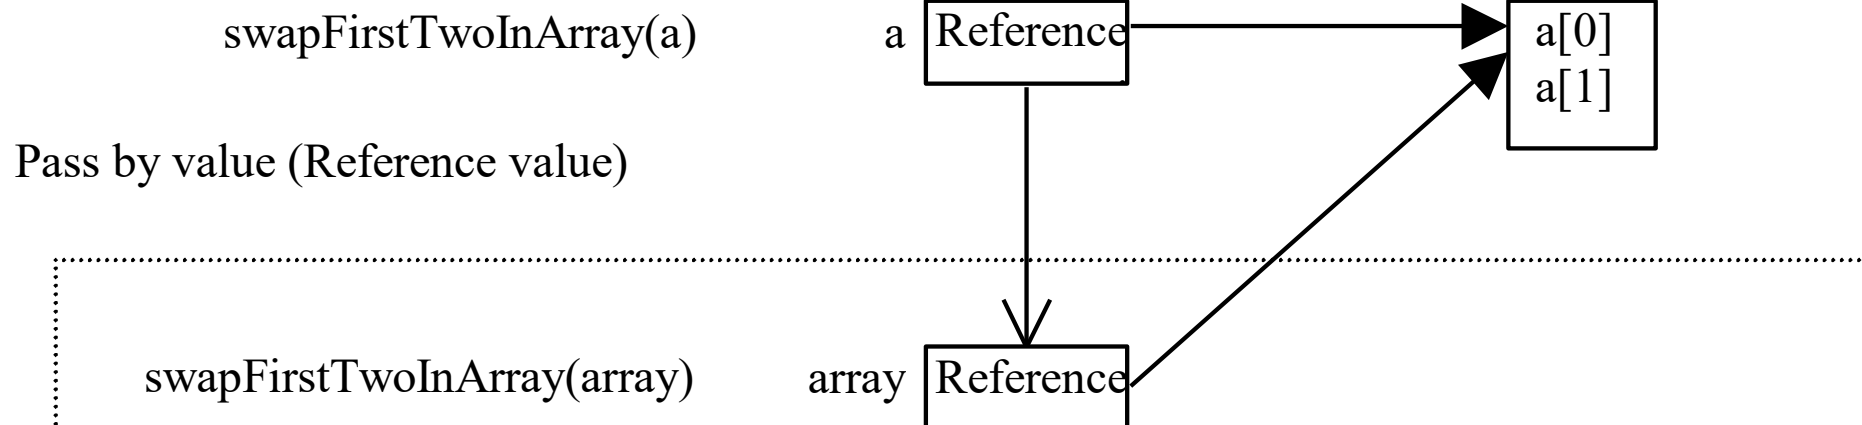 swapFirstTwoInArray(a) a Reference a[0]
a[1]
Pass by value (Reference value)
swapFirstTwoInArray(array) array Reference